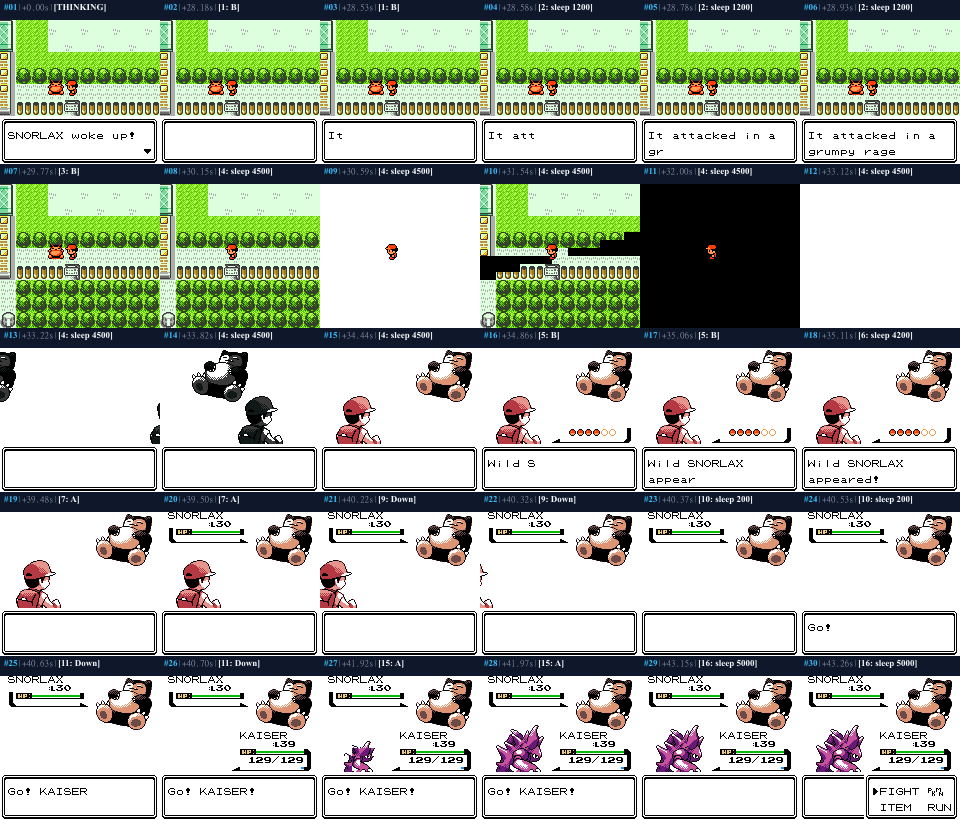 #01|+0.00s|[THINKING]
#02|+28.18s|[1: B]
#03|+28.53s|[1: B]
#04|+28.58s|[2: sleep 1200]
#05|+28.78s|[2: sleep 1200]
#06|+28.93s|[2: sleep 1200]
SNORLAX woke up!
It
It att
It attacked in a
gr
It attacked in a
grumpy rage
#07|+29.77s|[3: B]
#08|+30.15s|[4: sleep 4500]
#09|+30.59s|[4: sleep 4500]
#10|+31.54s|[4: sleep 4500]
#11|+32.00s|[4: sleep 4500]
#12|+33.12s|[4: sleep 4500]
#13|+33.22s|[4: sleep 4500]
#14|+33.82s|[4: sleep 4500]
#15|+34.44s|[4: sleep 4500]
#16|+34.86s|[5: B]
#17|+35.06s|[5: B]
#18|+35.11s|[6: sleep 4200]
Wild S
Wild SNORLAX
appear
Wild SNORLAX
appeared!
#19|+39.48s|[7: A]
#20|+39.50s|[7: A]
#21|+40.22s|[9: Down]
#22|+40.32s|[9: Down]
#23|+40.37s|[10: sleep 200]
#24|+40.53s|[10: sleep 200]
SNORLAX
:L30
HP:
SNORLAX
:L30
HP:
SNORLAX
:L30
HP:
SNORLAX
:L30
HP:
SNORLAX
:L30
HP:
Go!
#25|+40.63s|[11: Down]
#26|+40.70s|[11: Down]
#27|+41.92s|[15: A]
#28|+41.97s|[15: A]
#29|+43.15s|[16: sleep 5000]
#30|+43.26s|[16: sleep 5000]
SNORLAX
:L30
HP:
Go! KAISER
SNORLAX
:L30
HP:
KAISER
:L39
HP:
129/129
Go! KAISER!
SNORLAX
:L30
HP:
KAISER
:L39
HP:
129/129
Go! KAISER!
SNORLAX
:L30
HP:
KAISER
:L39
HP:
129/129
Go! KAISER!
SNORLAX
:L30
HP:
KAISER
:L39
HP:
129/129
SNORLAX
:L30
HP:
KAISER
:L39
HP:
129/129
FIGHT PKMN
ITEM RUN